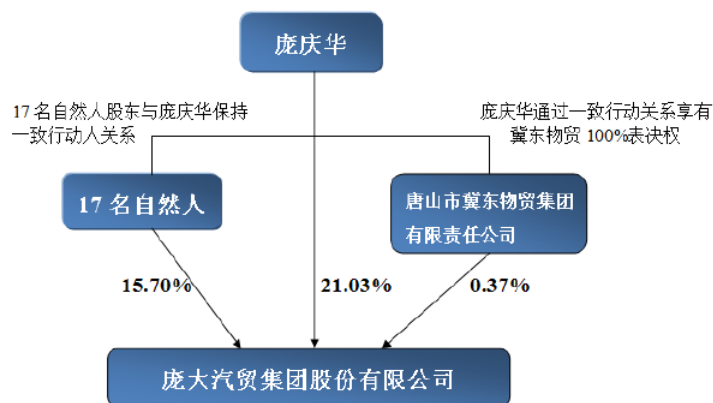 庞庆华
17名自然人股东与庞庆华保持
一致行动人关系
庞庆华通过一致行动关系享有
冀东物贸100%表决权
17名自然人
唐山市冀东物贸集团
有限责任公司
15.70%
21.03%
0.37%
庞大汽贸集团股份有限公司